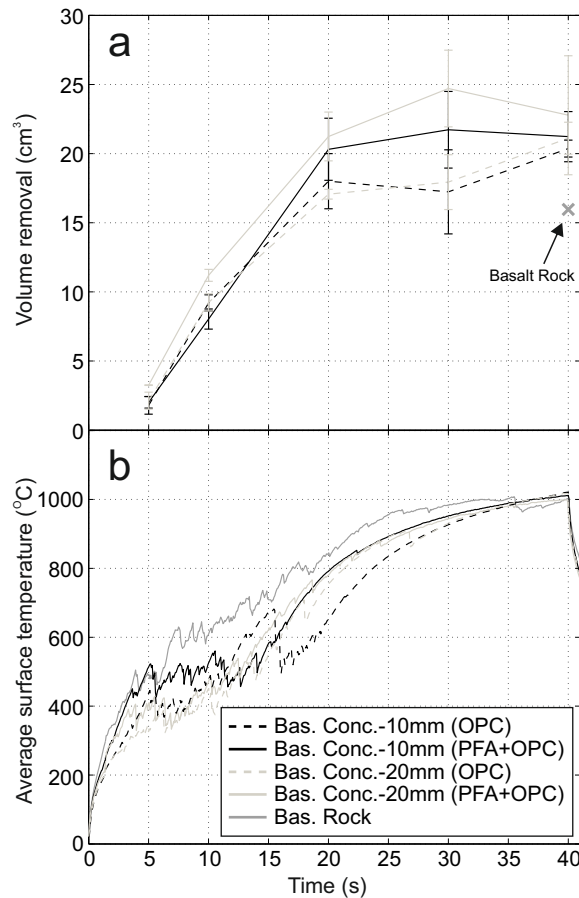 a
30
25
20
15
10
5
0
Volume removal (cm³)
Basalt Rock
b
1000
800
600
400
200
0
Average surface temperature (°C)
Bas. Conc.-10mm (OPC)
Bas. Conc.-10mm (PFA+OPC)
Bas. Conc.-20mm (OPC)
Bas. Conc.-20mm (PFA+OPC)
Bas. Rock
0 5 10 15 20 25 30 35 40
Time (s)